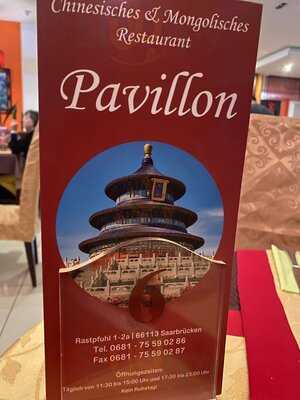 Chinesisches & Mongolisches
Restaurant
Pavillon
Rastpfuhl 1-2a | 66113 Saarbrücken
Tel. 0681 - 75 59 02 86
Fax 0681 - 75 59 02 87
Öffnungszeiten:
Täglich von 11:30 bis 15:00 Uhr und 17:30 bis 23:00 Uhr
Kein Ruhetag!